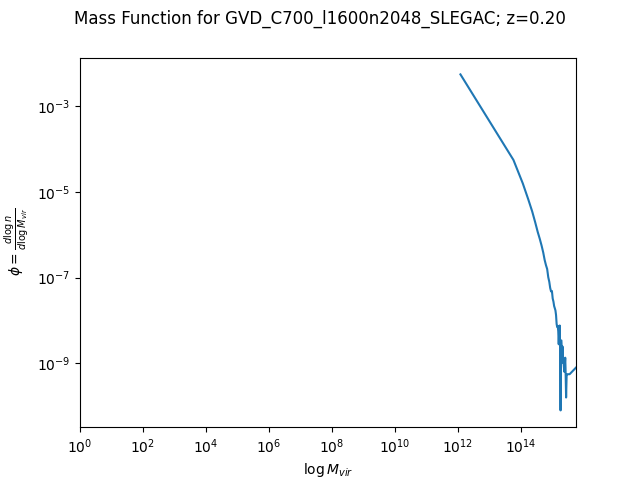 Mass Function for GVD_C700_l1600n2048_SLEGAC; z=0.20
10^-3
10^-5
10^-7
10^-9
ϕ = d log n / d log M_vir
10^0 10^2 10^4 10^6 10^8 10^10 10^12 10^14
log M_vir